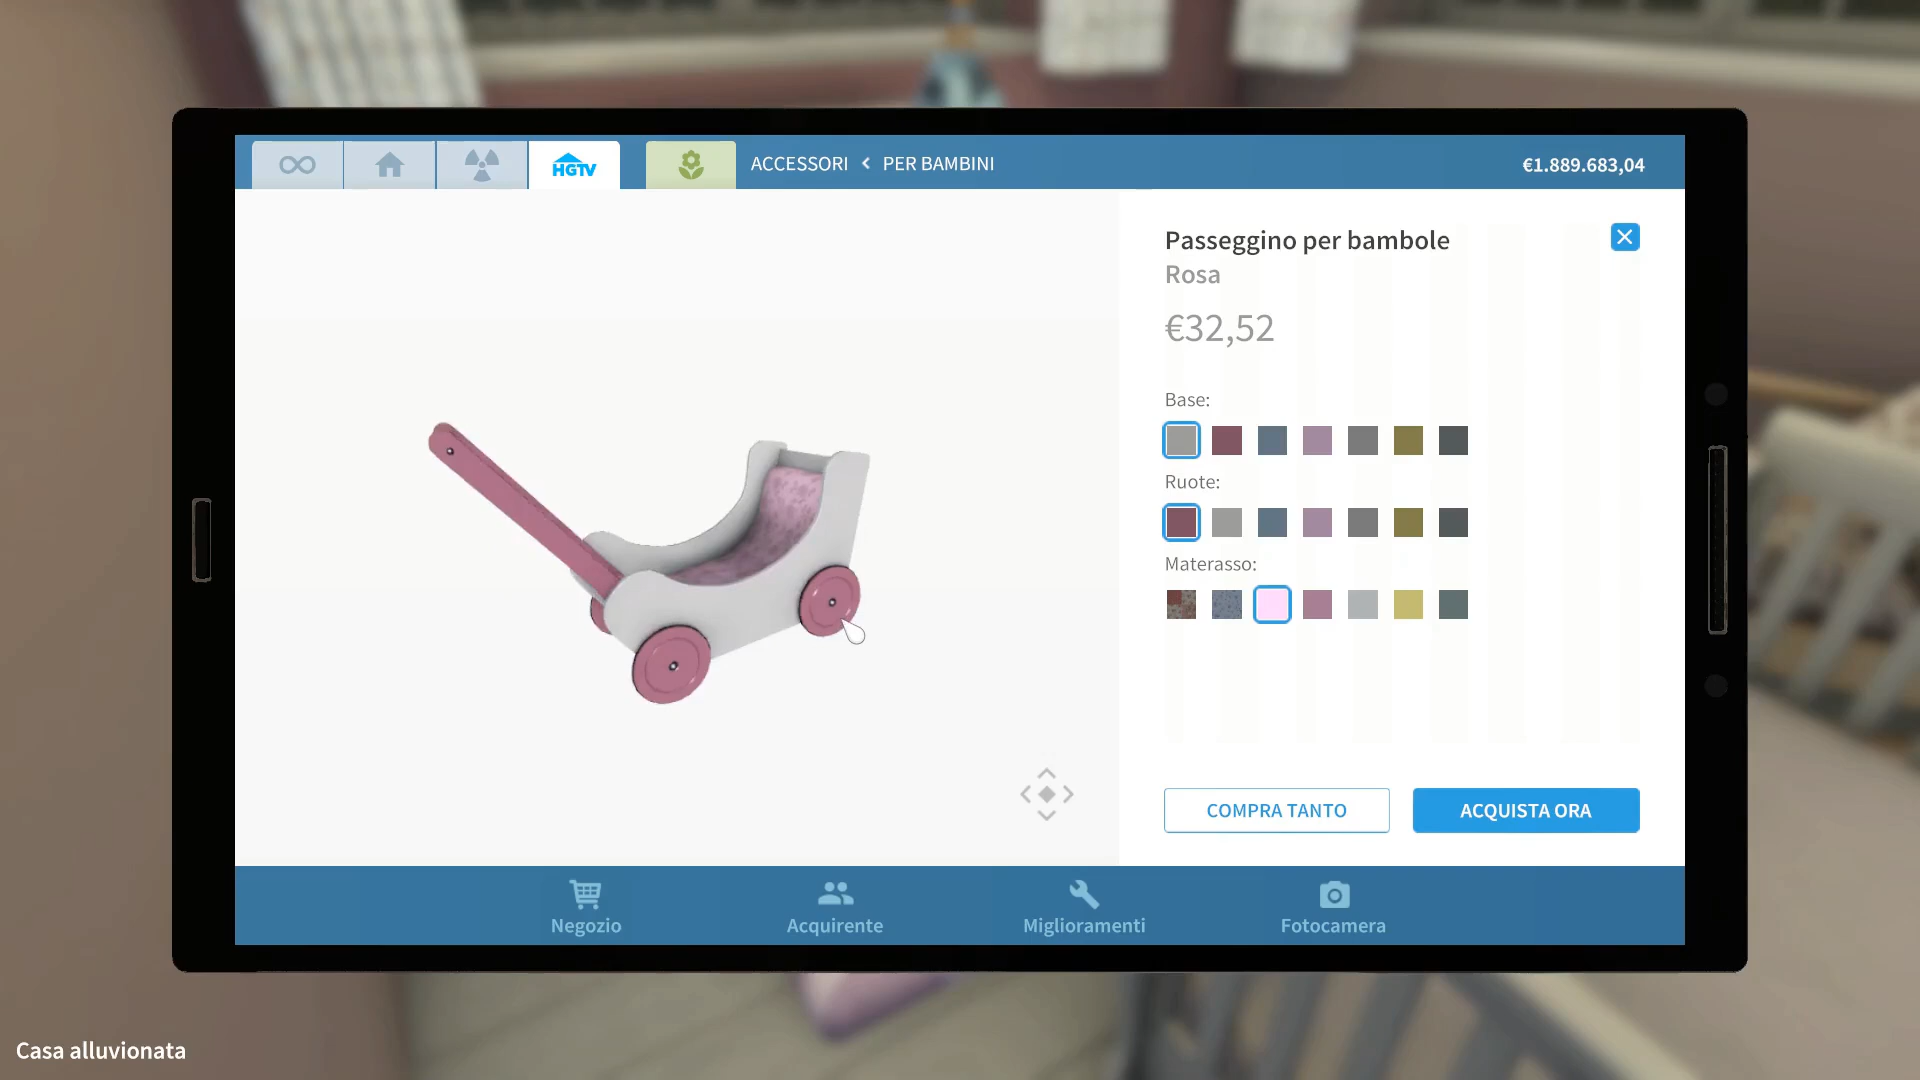 HGTV
ACCESSORI < PER BAMBINI
€1.889.683,04
Passeggino per bambole
Rosa
€32,52
Base:
Ruote:
Materasso:
COMPRA TANTO
ACQUISTA ORA
Negozio
Acquirente
Miglioramenti
Fotocamera
Casa alluvionata